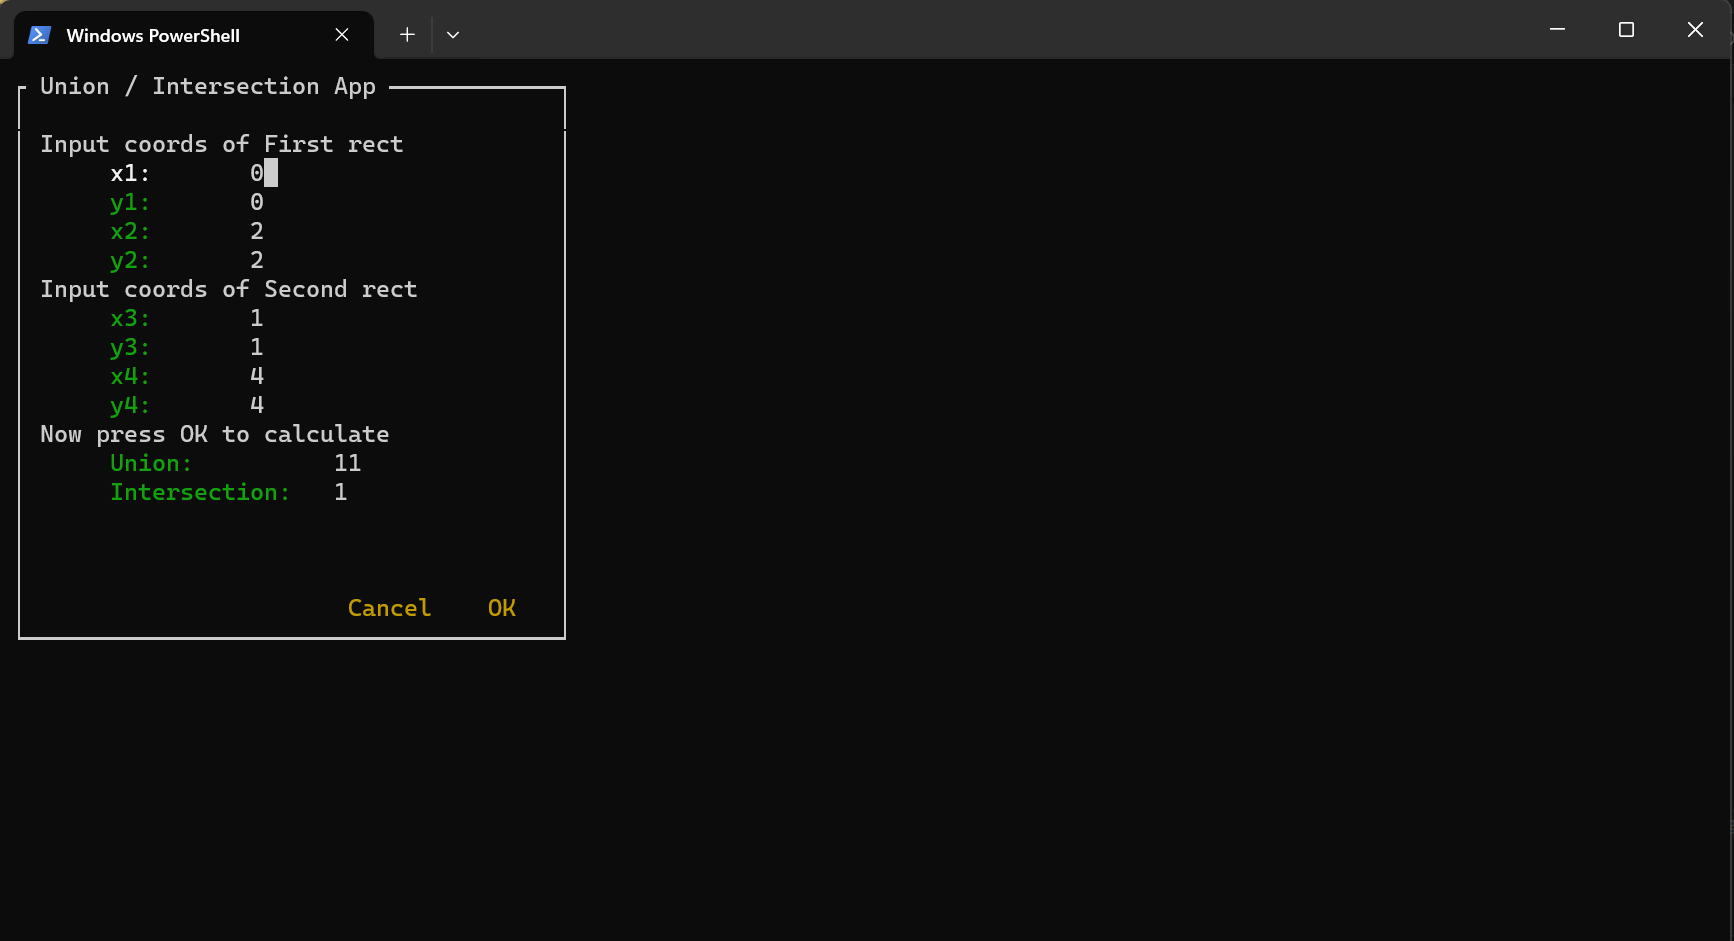 Windows PowerShell
Union / Intersection App
Input coords of First rect
x1: 0
y1: 0
x2: 2
y2: 2
Input coords of Second rect
x3: 1
y3: 1
x4: 4
y4: 4
Now press OK to calculate
Union: 11
Intersection: 1
Cancel OK